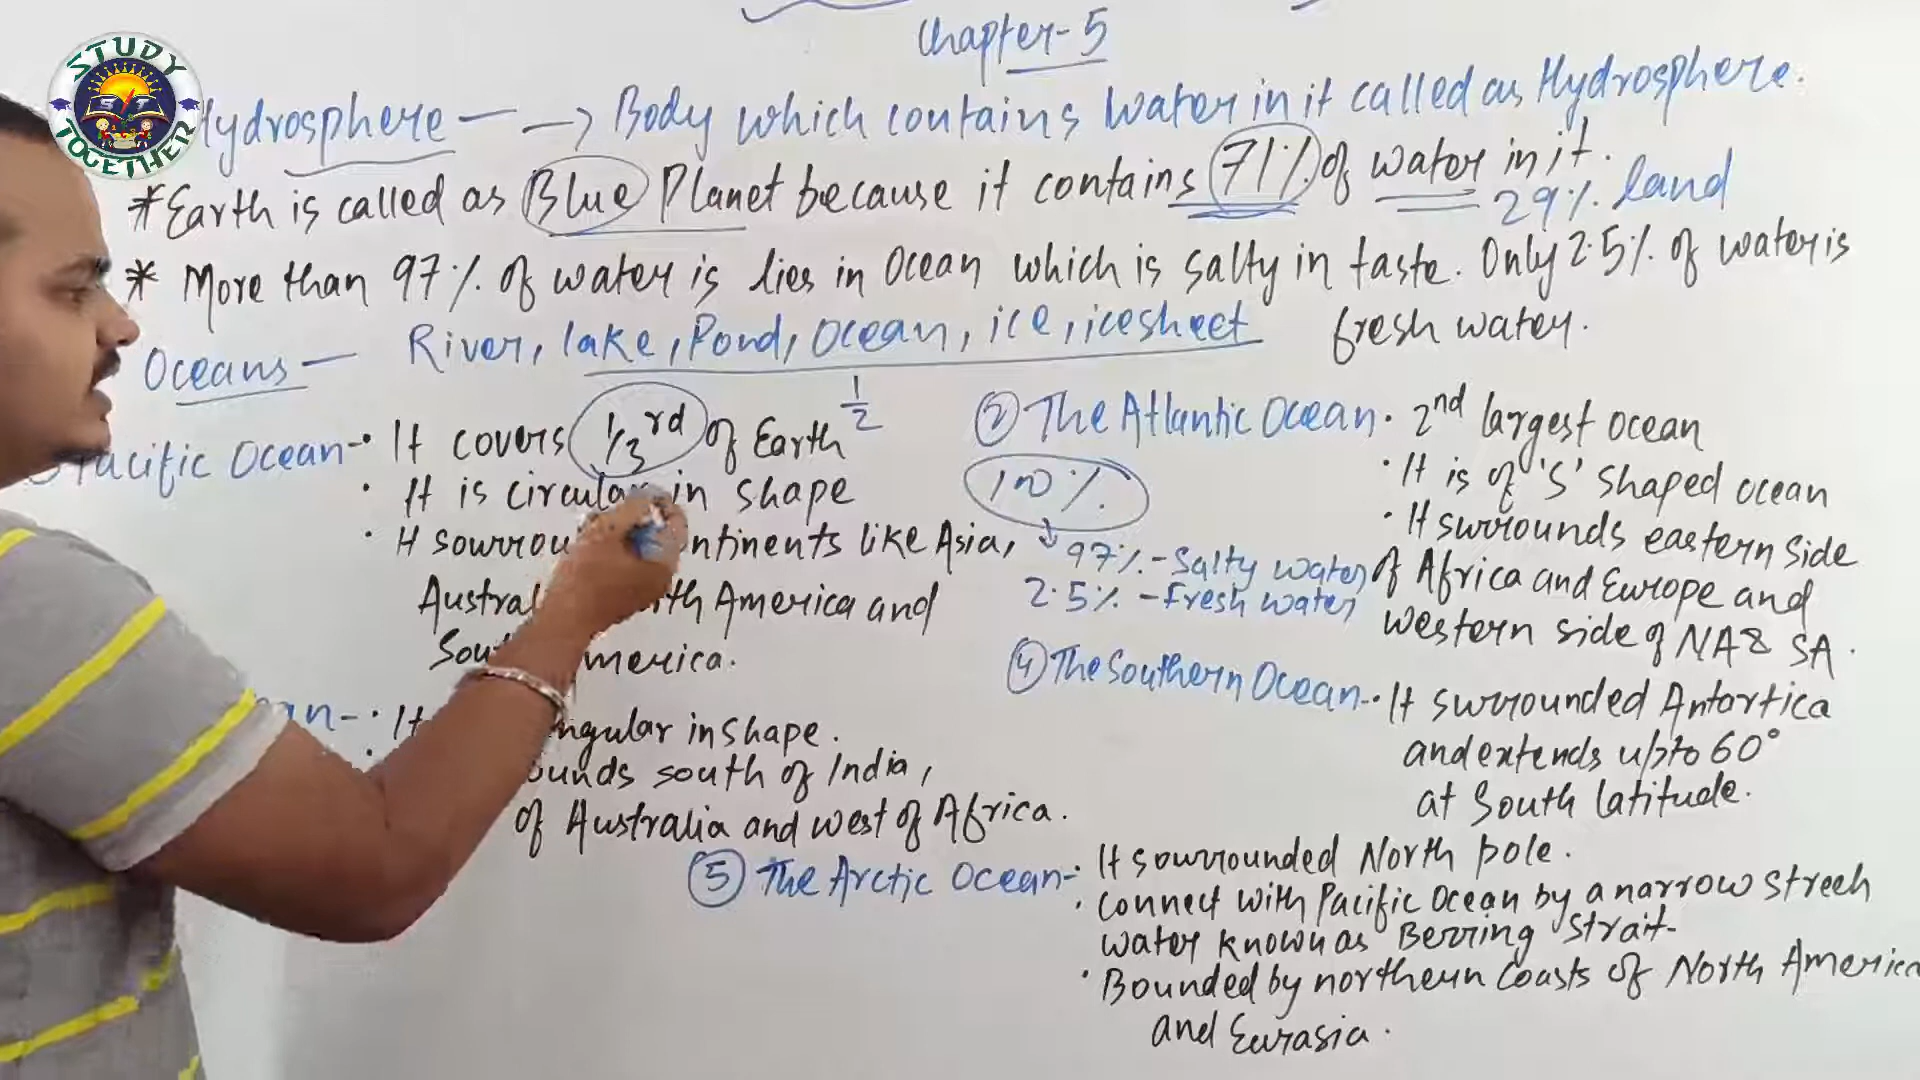 STUDY
ST
TOGETHER
Chapter-5
Hydrosphere — → Body which contains Water in it called as Hydrosphere.
*Earth is called as Blue Planet because it contains 71% of water in it.
29% land
* More than 97% of water is lies in Ocean which is salty in taste. Only 2.5% of water is
fresh water.
River, lake, Pond, Ocean, ice, icesheet
Oceans —
Pacific Ocean - • It covers 1/3rd of Earth 1/2
• It is circular in shape
• It sowrrou ntinents like Asia,
Austral th America and
Sou merica.
an - • It ngular in shape.
• ounds south of India,
of Australia and west of Africa.
② The Atlantic Ocean • 2nd largest ocean
• It is of 'S' Shaped ocean
• It surrounds eastern side
of Africa and Europe and
western side of NA & SA.
100%
97% - Salty water
2.5% - Fresh water
④ The Southern Ocean - • It surrounded Antartica
and extends upto 60°
at South latitude.
⑤ The Arctic Ocean - • It sowrrounded North pole.
• Connect with Pacific Ocean by a narrow streeh
water known as Berring Strait-
• Bounded by northern Coasts of North America
and Eurasia.